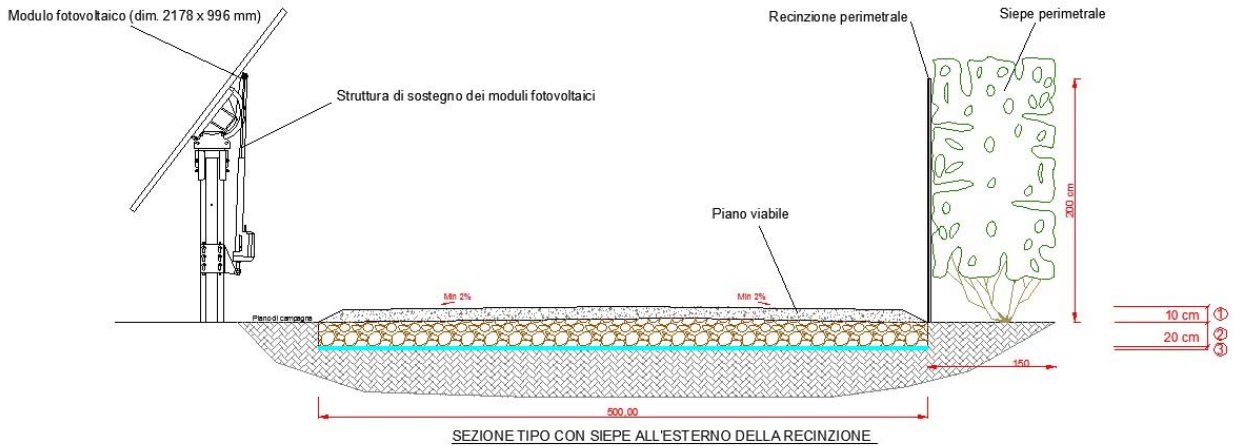 Modulo fotovoltaico (dim. 2178 x 996 mm)
Recinzione perimetrale
Siepe perimetrale
Struttura di sostegno dei moduli fotovoltaici
200 cm
Piano viabile
Min 2%
Min 2%
Piano di campagna
10 cm ①
20 cm ②
③
150
500,00
SEZIONE TIPO CON SIEPE ALL'ESTERNO DELLA RECINZIONE